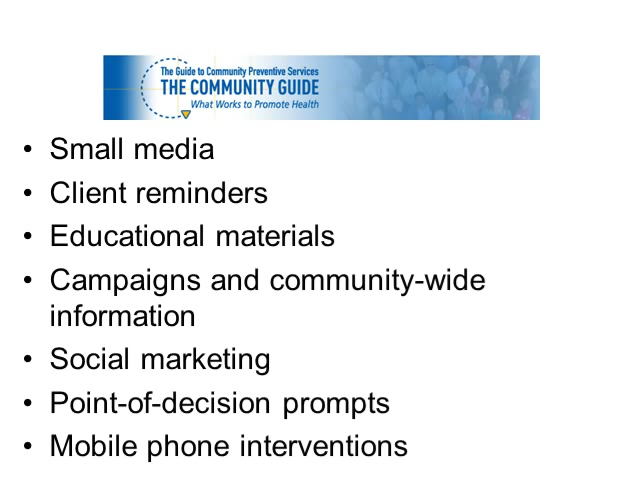 The Guide to Community Preventive Services
THE COMMUNITY GUIDE
What Works to Promote Health
• Small media
• Client reminders
• Educational materials
• Campaigns and community-wide
information
• Social marketing
• Point-of-decision prompts
• Mobile phone interventions